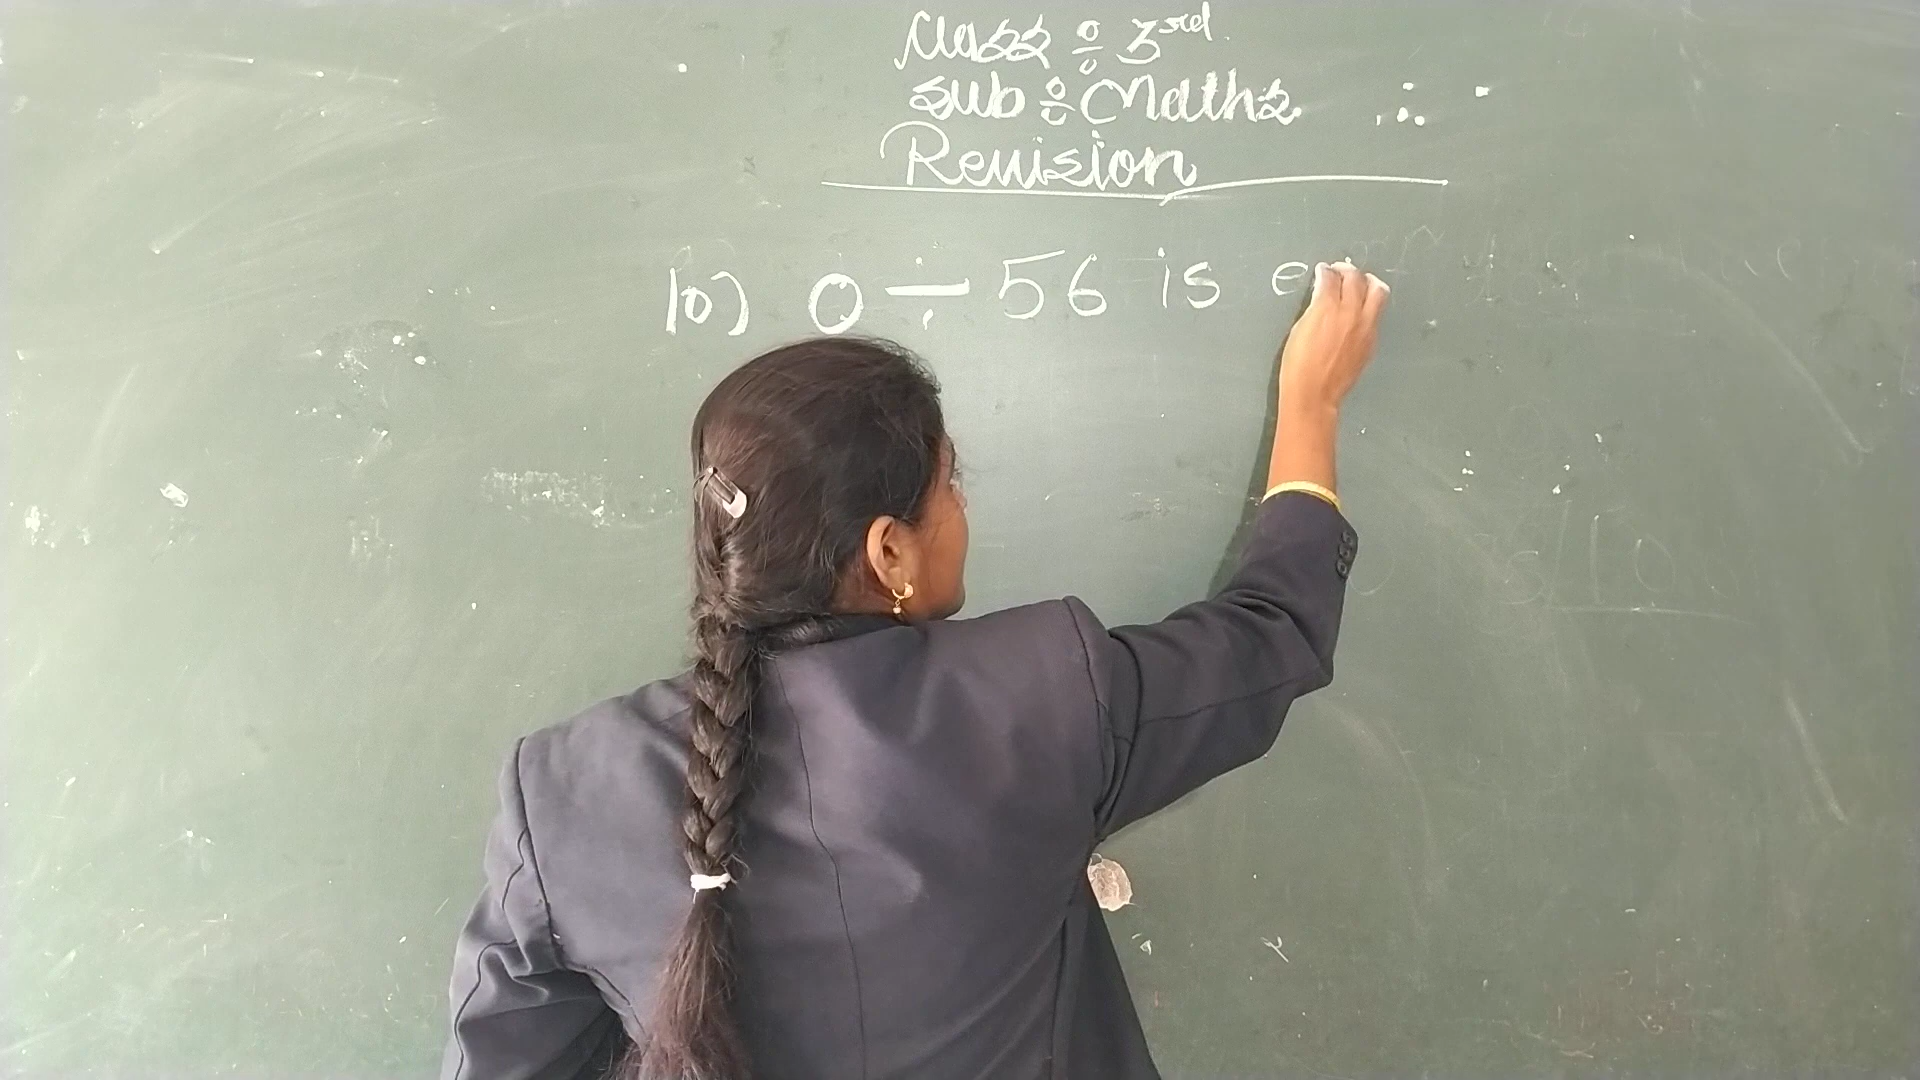 Class : 3rd
Sub : Maths
Revision
10) 0 ÷ 56 is